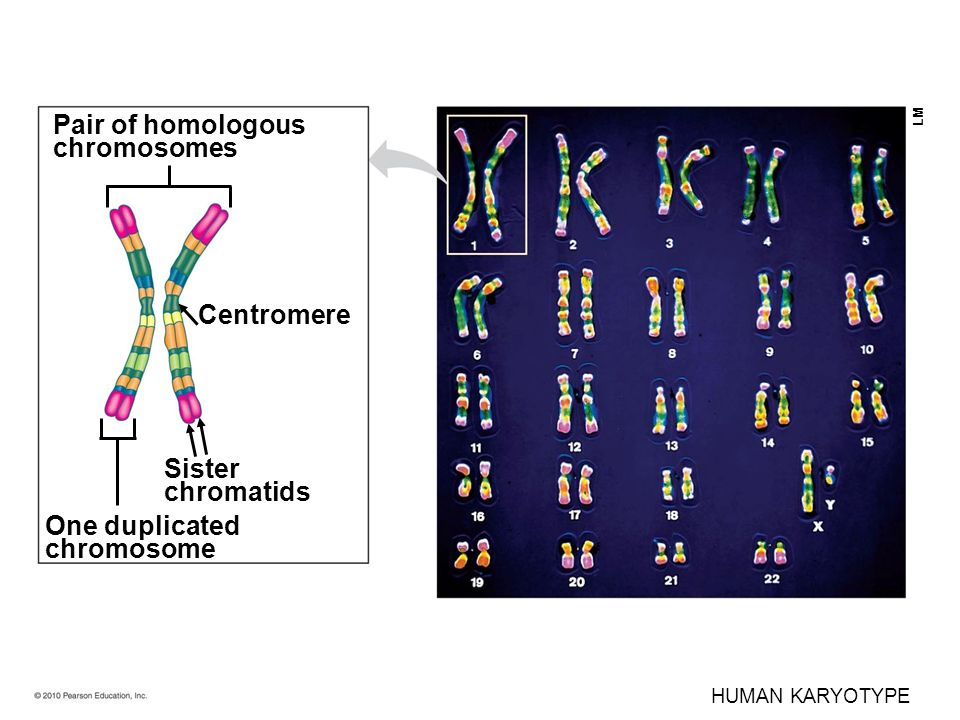 Pair of homologous
chromosomes
Centromere
Sister
chromatids
One duplicated
chromosome
LM
1 2 3 4 5
6 7 8 9 10
11 12 13 14 15
16 17 18 X Y
19 20 21 22
© 2010 Pearson Education, Inc.
HUMAN KARYOTYPE